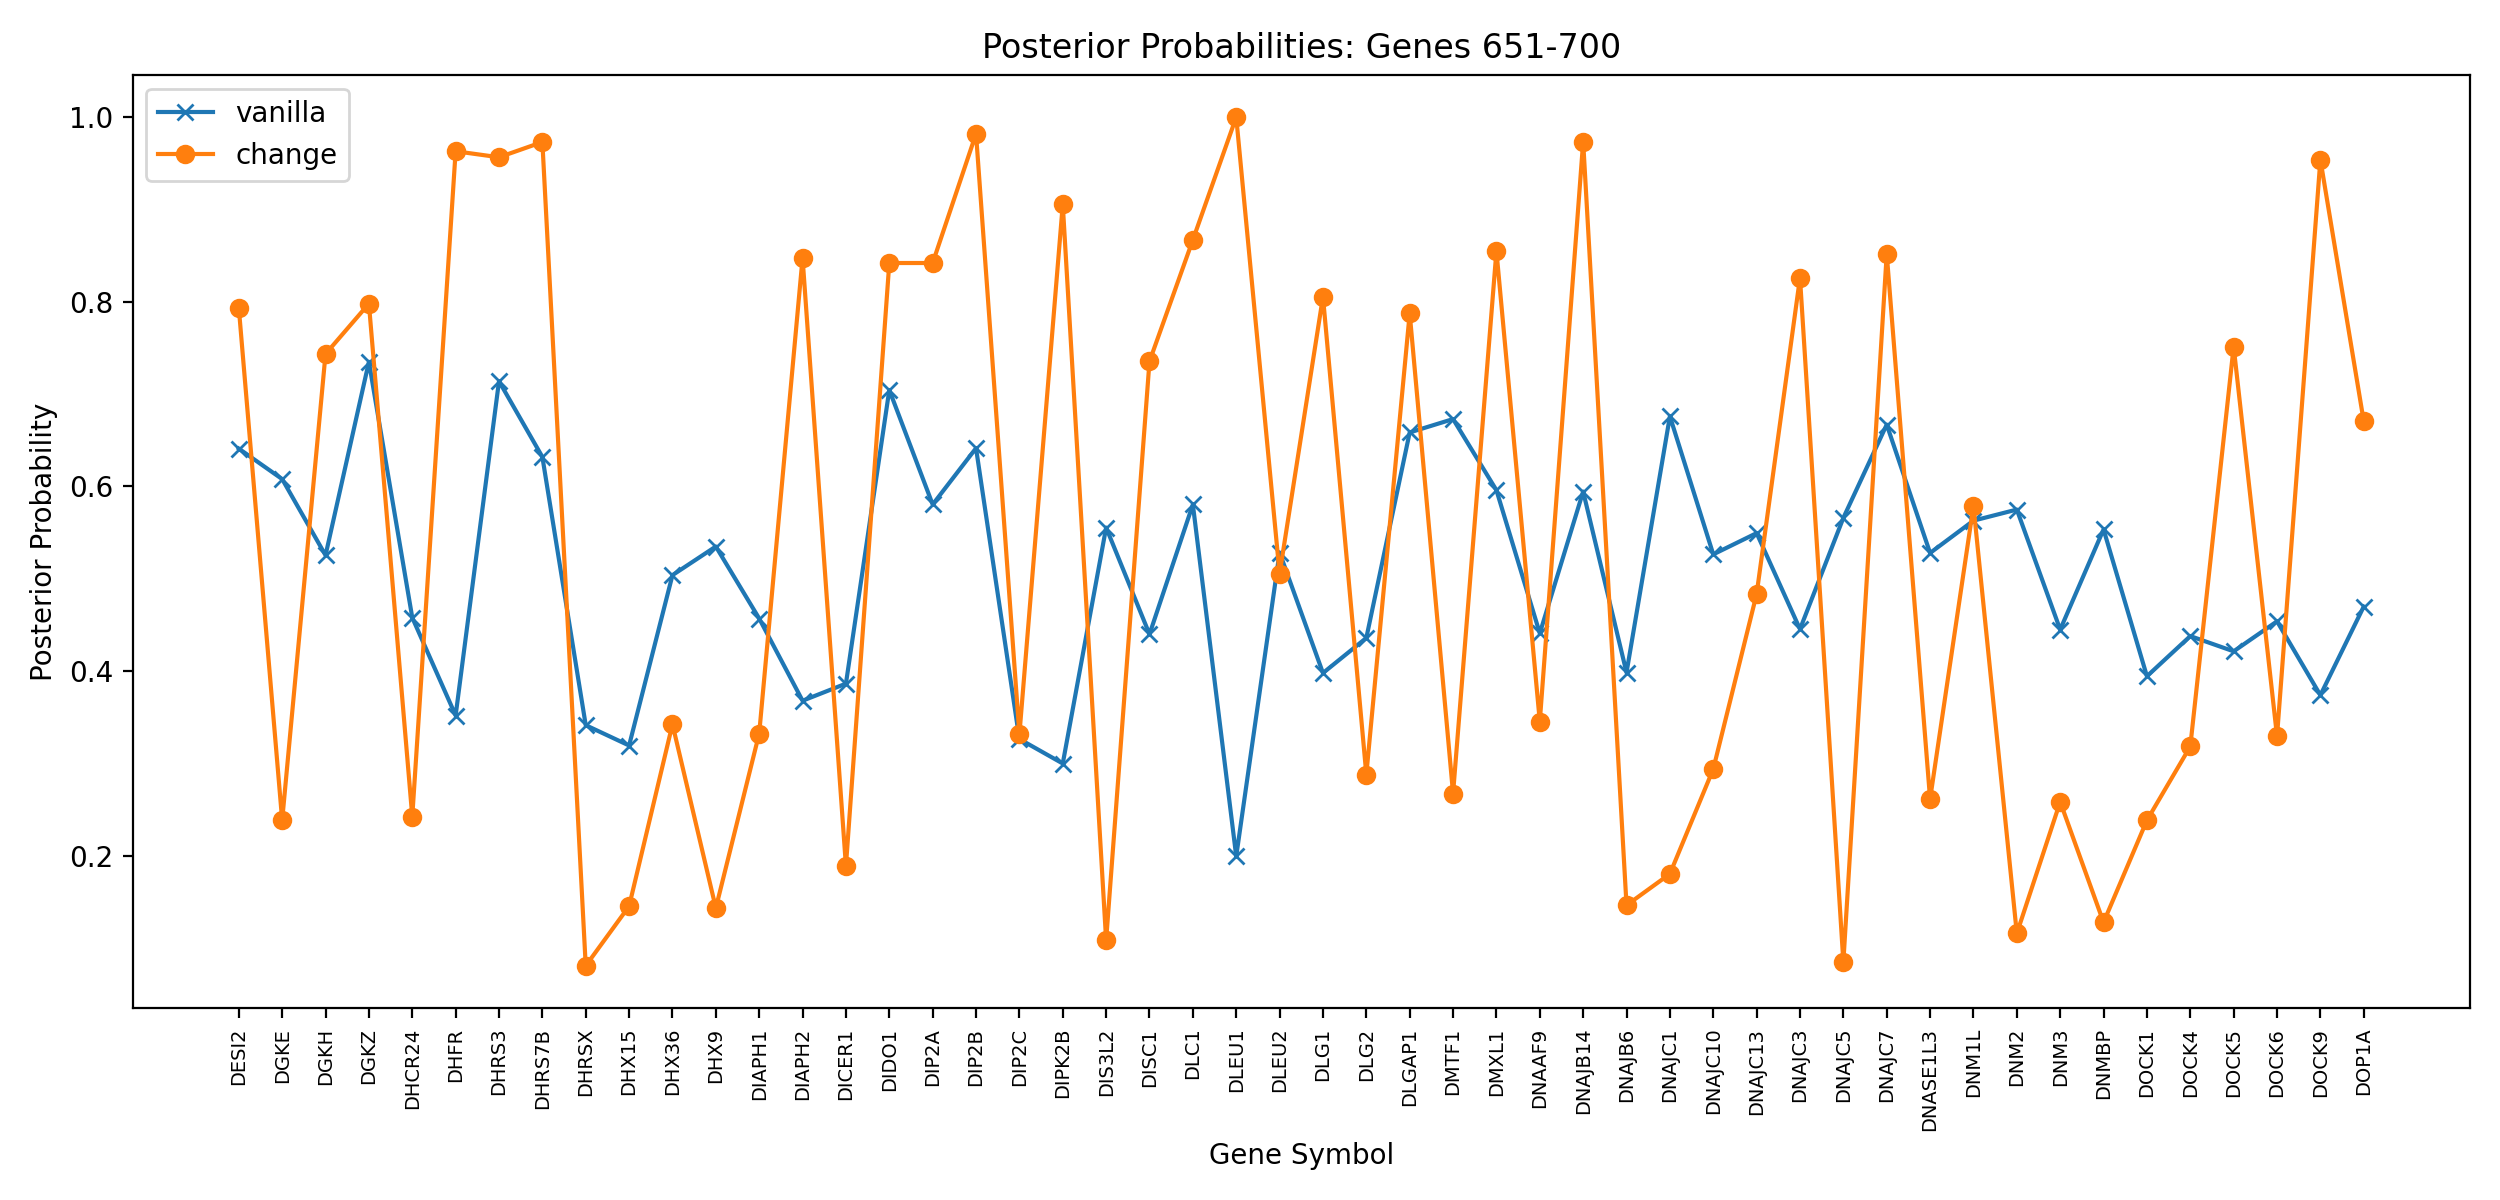 Posterior Probabilities: Genes 651-700
vanilla
change
Posterior Probability
1.0
0.8
0.6
0.4
0.2
DESI2
DGKE
DGKH
DGKZ
DHCR24
DHFR
DHRS3
DHRS7B
DHRSX
DHX15
DHX36
DHX9
DIAPH1
DIAPH2
DICER1
DIDO1
DIP2A
DIP2B
DIP2C
DIPK2B
DIS3L2
DISC1
DLC1
DLEU1
DLEU2
DLG1
DLG2
DLGAP1
DMTF1
DMXL1
DNAAF9
DNAJB14
DNAJB6
DNAJC1
DNAJC10
DNAJC13
DNAJC3
DNAJC5
DNAJC7
DNASE1L3
DNM1L
DNM2
DNM3
DNMBP
DOCK1
DOCK4
DOCK5
DOCK6
DOCK9
DOP1A
Gene Symbol